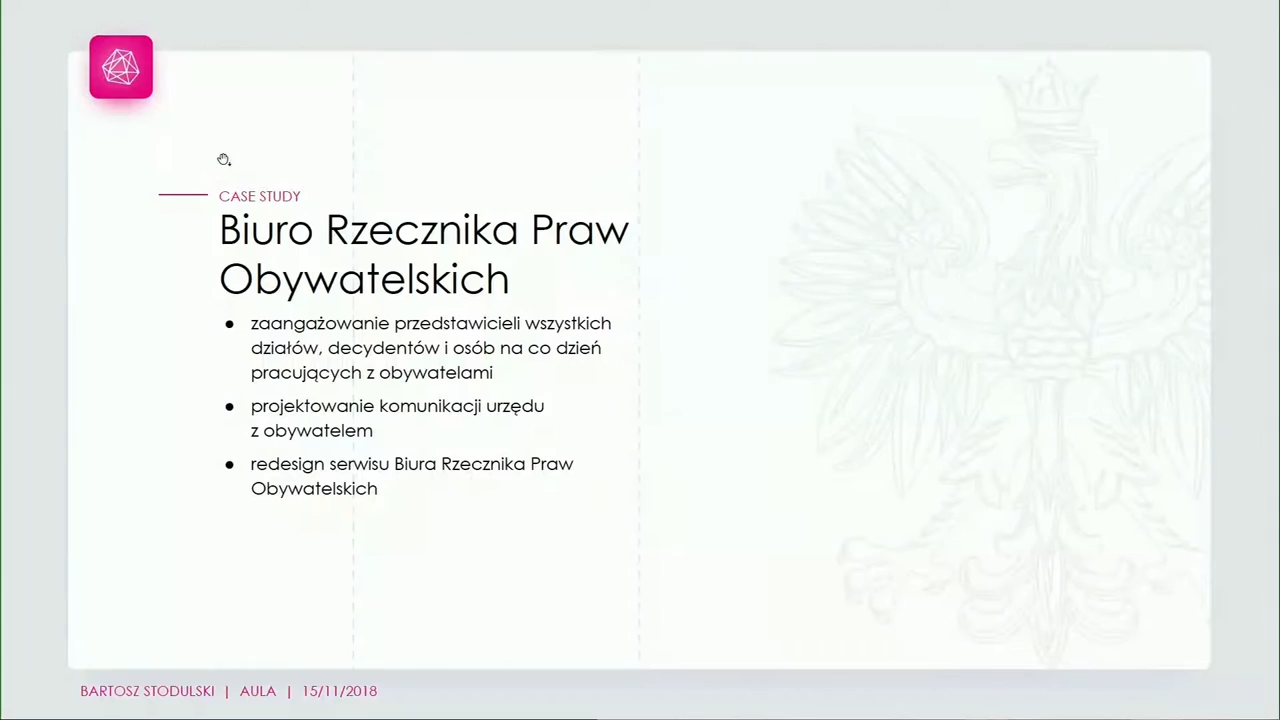 CASE STUDY
Biuro Rzecznika Praw
Obywatelskich
● zaangażowanie przedstawicieli wszystkich
działów, decydentów i osób na co dzień
pracujących z obywatelami
● projektowanie komunikacji urzędu
z obywatelem
● redesign serwisu Biura Rzecznika Praw
Obywatelskich
BARTOSZ STODULSKI | AULA | 15/11/2018